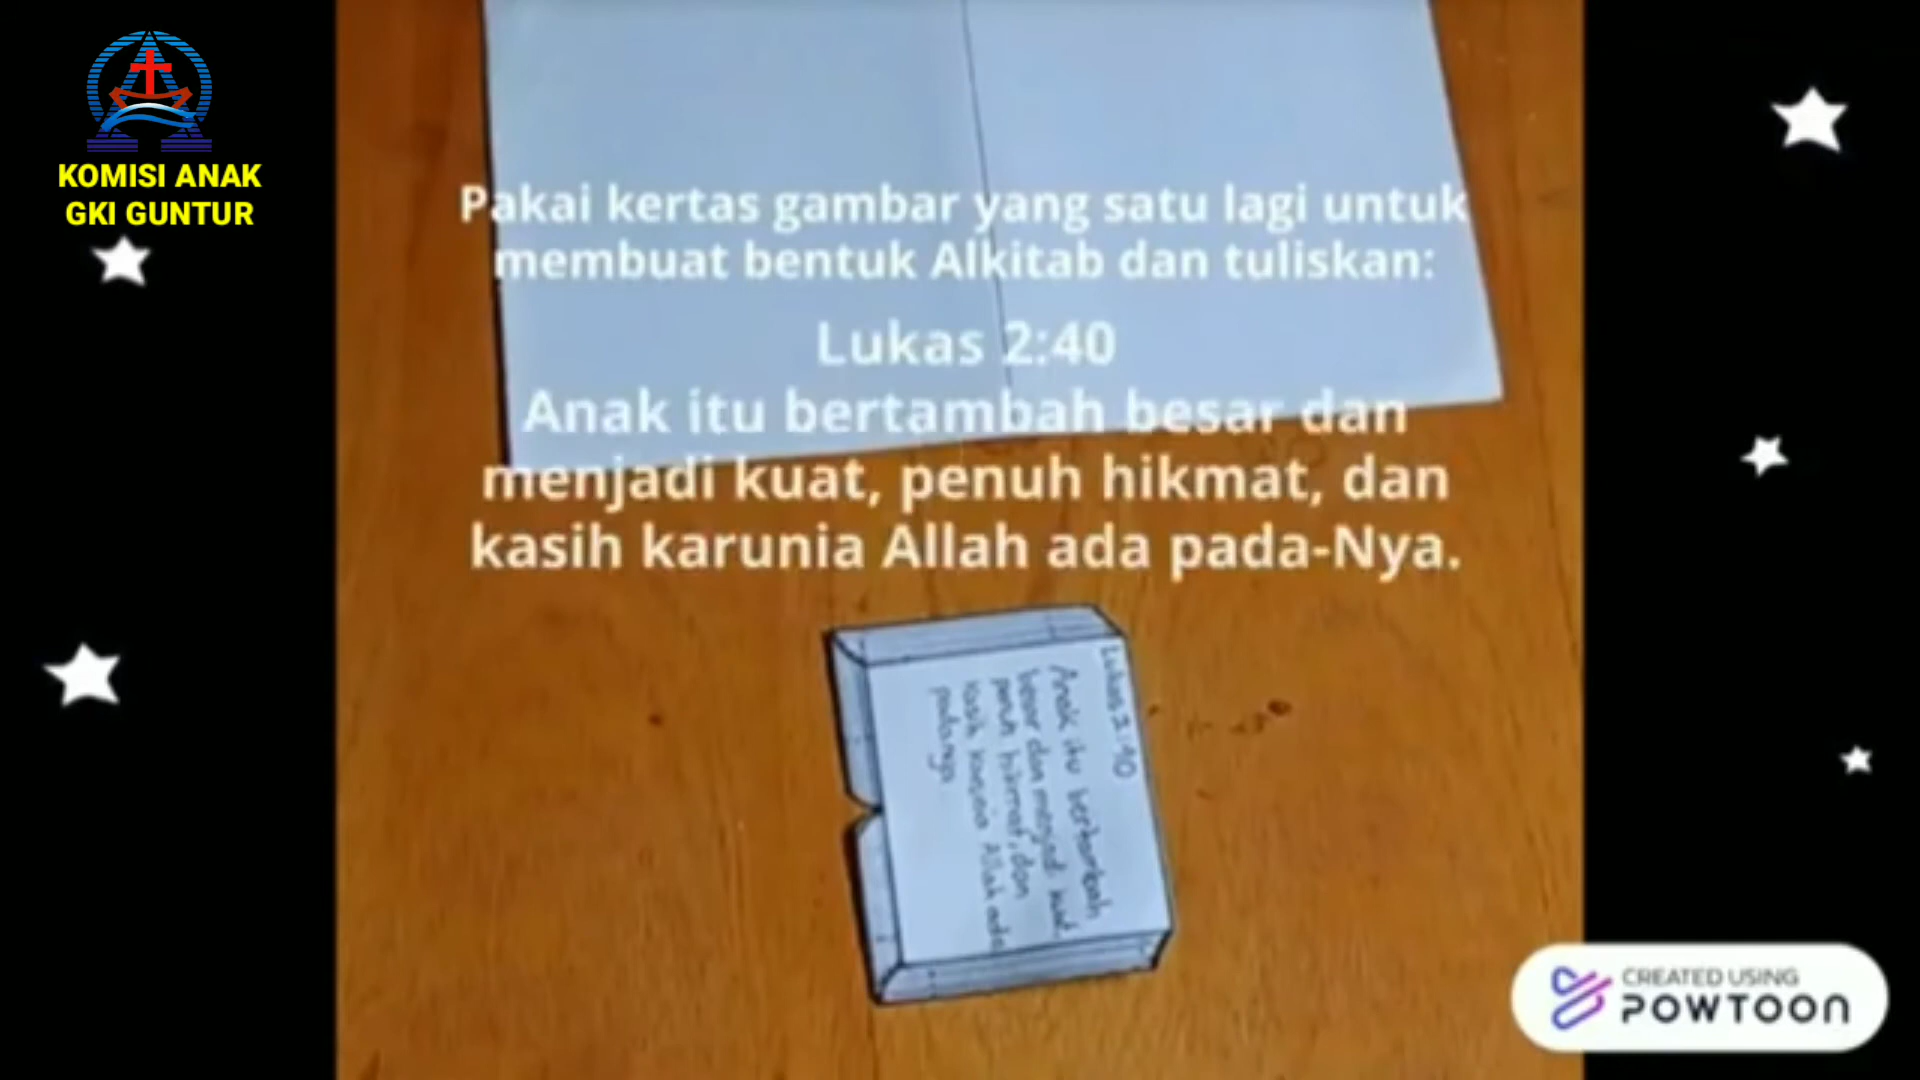 KOMISI ANAK
GKI GUNTUR
Pakai kertas gambar yang satu lagi untuk
membuat bentuk Alkitab dan tuliskan:
Lukas 2:40
Anak itu bertambah besar dan
menjadi kuat, penuh hikmat, dan
kasih karunia Allah ada pada-Nya.
Lukas 2:40
Anak itu bertambah
besar dan menjadi kuat,
penuh hikmat, dan
kasih karunia Allah ada
padanya
CREATED USING
POWTOON